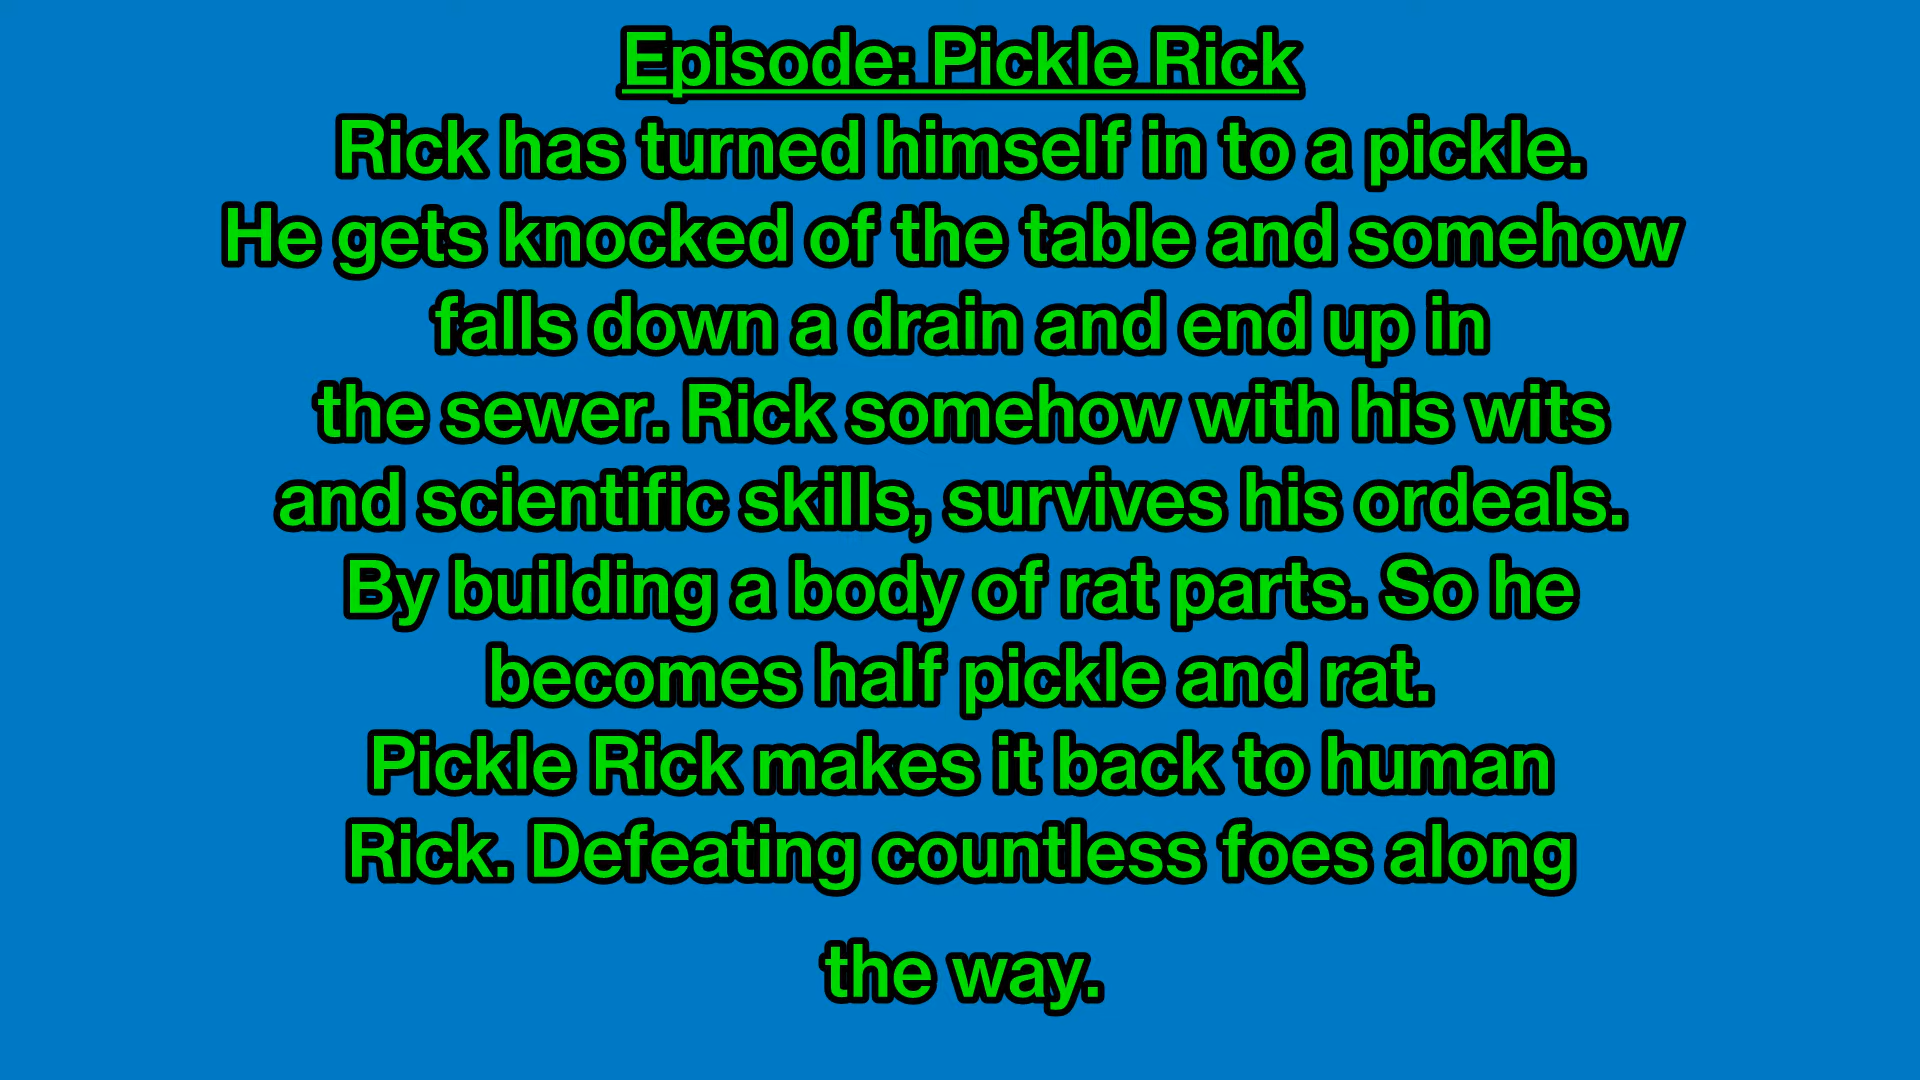 Episode: Pickle Rick
Rick has turned himself in to a pickle.
He gets knocked of the table and somehow
falls down a drain and end up in
the sewer. Rick somehow with his wits
and scientific skills, survives his ordeals.
By building a body of rat parts. So he
becomes half pickle and rat.
Pickle Rick makes it back to human
Rick. Defeating countless foes along
the way.